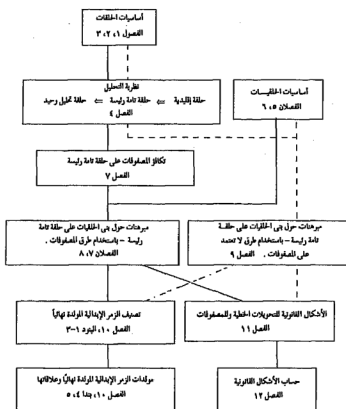 أساسيات الحلقات
الفصول ١، ٢، ٣
نظرية التحليل
حلقة إقليدية ⇐ حلقة تامة رئيسة ⇐ حلقة تحليل وحيد
الفصل ٤
أساسيات الحلقيات
الفصلان ٥، ٦
تكافؤ المصفوفات على حلقة تامة رئيسة
الفصل ٧
مبرهنات حول بنى الحلقيات على حلقة تامة
رئيسة - باستخدام طرق المصفوفات .
الفصلان ٧، ٨
مبرهنات حول بنى الحلقيات على حلقة
تامة رئيسة - باستخدام طرق لا تعتمد
على المصفوفات . الفصل ٩
تصنيف الزمر الإبدالية المولدة نهائياً
الفصل ١٠، البنود ١-٣
الأشكال القانونية للتحويلات الخطية وللمصفوفات
الفصل ١١
مولدات الزمر الإبدالية المولدة نهائياً وعلاقاتها
الفصل ١٠، بندا ٤، ٥
حساب الأشكال القانونية
الفصل ١٢